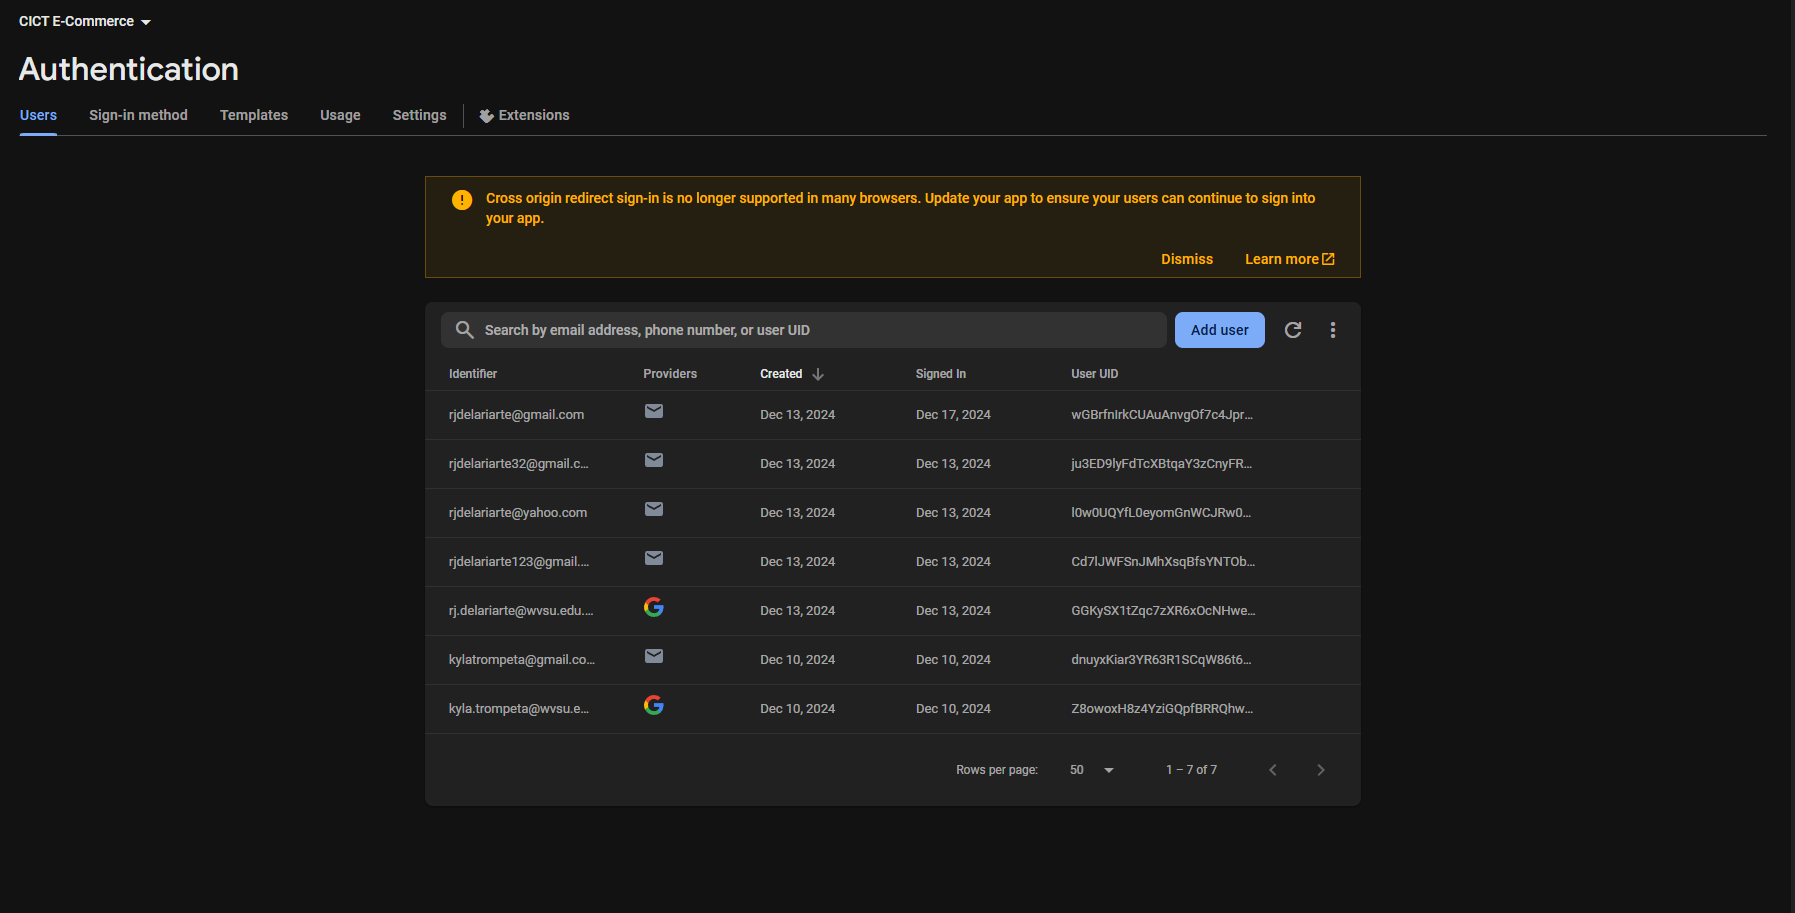 CICT E-Commerce
Authentication
Users Sign-in method Templates Usage Settings Extensions
Cross origin redirect sign-in is no longer supported in many browsers. Update your app to ensure your users can continue to sign into
your app.
Dismiss Learn more
Search by email address, phone number, or user UID Add user
Identifier Providers Created Signed In User UID
rjdelariarte@gmail.com Dec 13, 2024 Dec 17, 2024 wGBrfnIrkCUAuAnvgOf7c4Jpr...
rjdelariarte32@gmail.c... Dec 13, 2024 Dec 13, 2024 ju3ED9lyFdTcXBtqaY3zCnyFR...
rjdelariarte@yahoo.com Dec 13, 2024 Dec 13, 2024 l0w0UQYfL0eyomGnWCJRw0...
rjdelariarte123@gmail.... Dec 13, 2024 Dec 13, 2024 Cd7lJWFSnJMhXsqBfsYNTOb...
rj.delariarte@wvsu.edu.... Dec 13, 2024 Dec 13, 2024 GGKySX1tZqc7zXR6xOcNHwe...
kylatrompeta@gmail.co... Dec 10, 2024 Dec 10, 2024 dnuyxKiar3YR63R1SCqW86t6...
kyla.trompeta@wvsu.e... Dec 10, 2024 Dec 10, 2024 Z8owoxH8z4YziGQpfBRRQhw...
Rows per page: 50 1 – 7 of 7